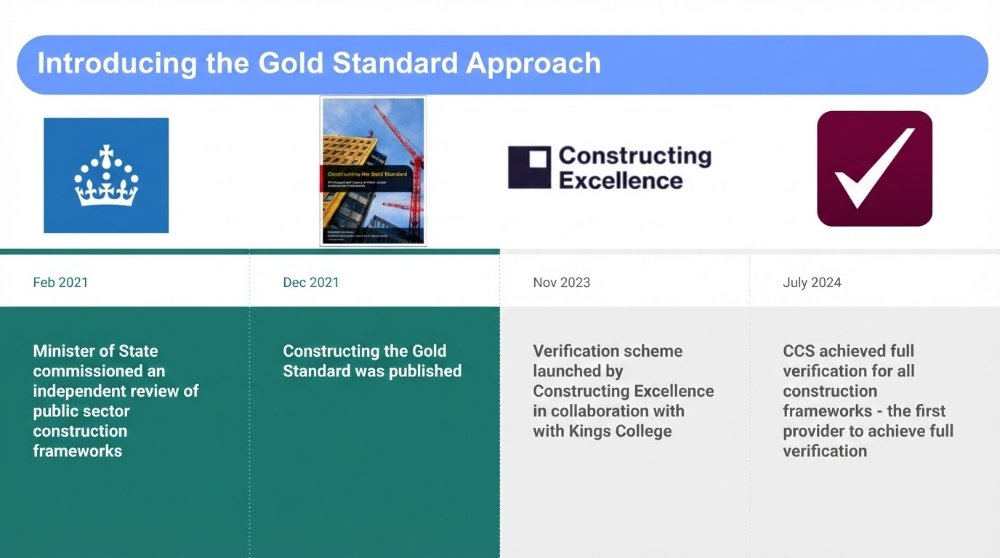 Introducing the Gold Standard Approach
Constructing the Gold Standard
Constructing
Excellence
Feb 2021
Dec 2021
Nov 2023
July 2024
Minister of State
commissioned an
independent review of
public sector
construction
frameworks
Constructing the Gold
Standard was published
Verification scheme
launched by
Constructing Excellence
in collaboration with
with Kings College
CCS achieved full
verification for all
construction
frameworks - the first
provider to achieve full
verification